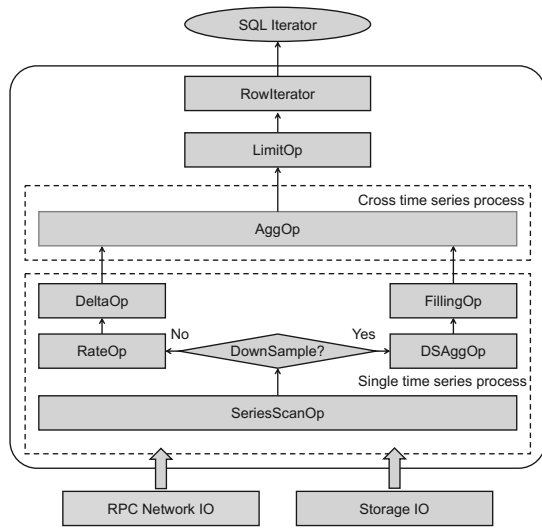 SQL Iterator
RowIterator
LimitOp
Cross time series process
AggOp
DeltaOp
FillingOp
No
Yes
RateOp
DownSample?
DSAggOp
Single time series process
SeriesScanOp
RPC Network IO
Storage IO